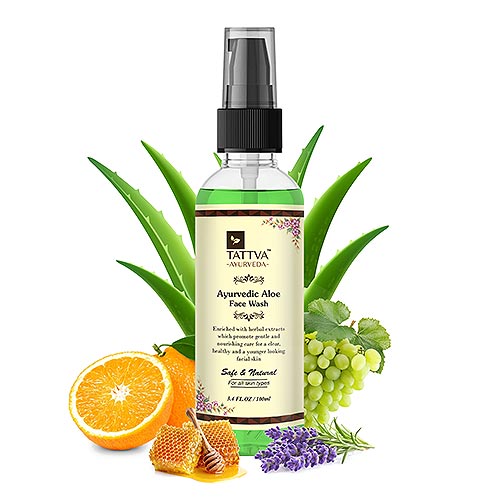 TATTVA™
-AYURVEDA-
Ayurvedic Aloe
Face Wash
Enriched with herbal extracts
which promote gentle and
nourishing care for a clear,
healthy and a younger looking
facial skin
Safe & Natural
For all skin types
3.4 FL.OZ / 100ml